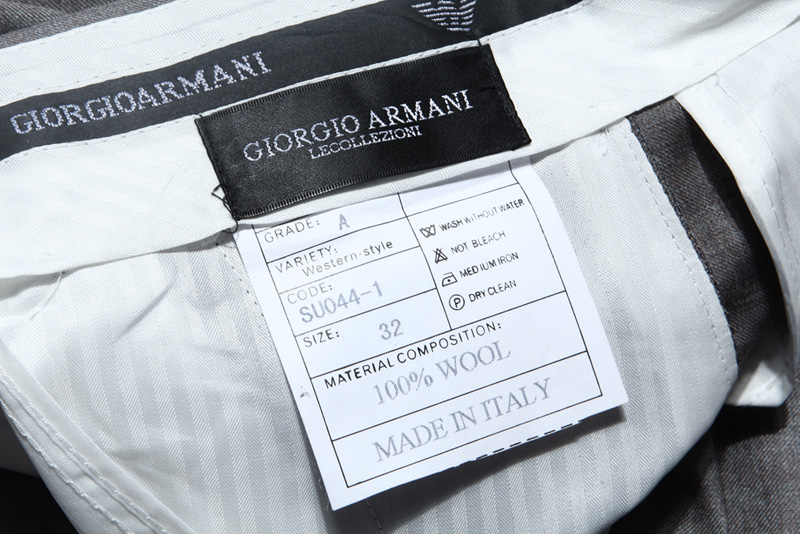 GIORGIOARMANI
GIORGIO ARMANI
LECOLLEZIONI
GRADE: A
VARIETY:
Western-style
CODE:
SU044-1
SIZE: 32
WASH WITHOUT WATER
NOT BLEACH
MEDIUM IRON
P DRY CLEAN
MATERIAL COMPOSITION:
100% WOOL
MADE IN ITALY